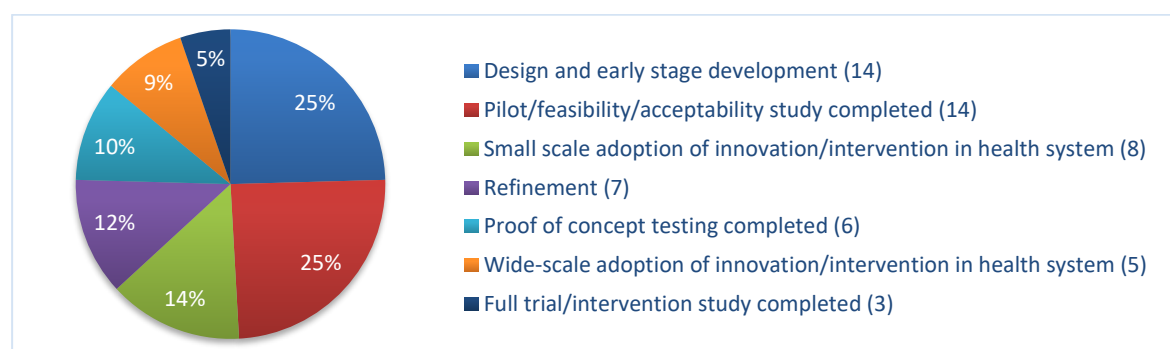 5%
9%
25%
10%
12%
14%
25%
Design and early stage development (14)
Pilot/feasibility/acceptability study completed (14)
Small scale adoption of innovation/intervention in health system (8)
Refinement (7)
Proof of concept testing completed (6)
Wide-scale adoption of innovation/intervention in health system (5)
Full trial/intervention study completed (3)